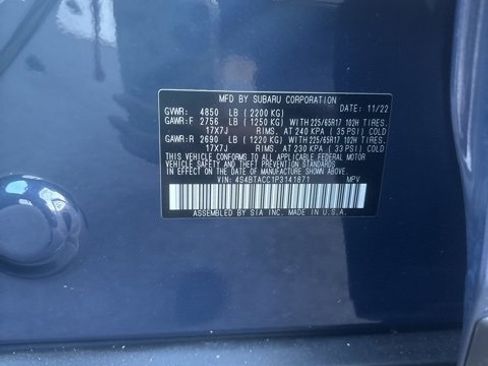 MFD BY SUBARU CORPORATION
GVWR: 4850 LB (2200 KG) DATE: 11/22
GAWR:F 2756 LB (1250 KG) WITH 225/65R17 102H TIRES.
17X7J RIMS. AT 240 KPA (35 PSI) COLD
GAWR:R 2690 LB (1220 KG) WITH 225/65R17 102H TIRES.
17X7J RIMS. AT 230 KPA (33 PSI) COLD
THIS VEHICLE CONFORMS TO ALL APPLICABLE FEDERAL MOTOR
VEHICLE SAFETY STANDARDS IN EFFECT ON THE DATE OF
MANUFACTURE SHOWN ABOVE.
VIN: 4S4BTACC1P3141871 MPV
ASSEMBLED BY SIA INC. MADE IN U.S.A.